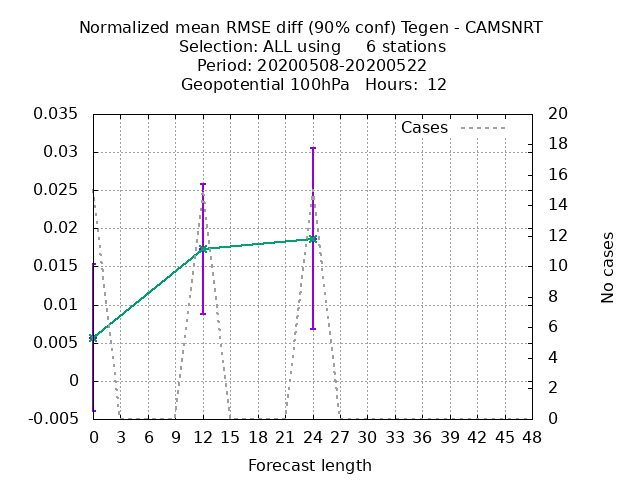 Normalized mean RMSE diff (90% conf) Tegen - CAMSNRT
Selection: ALL using     6 stations
Period: 20200508-20200522
Geopotential 100hPa   Hours:  12
Cases
0.035
0.03
0.025
0.02
0.015
0.01
0.005
0
-0.005
20
18
16
14
12
10
8
6
4
2
0
No cases
0 3 6 9 12 15 18 21 24 27 30 33 36 39 42 45 48
Forecast length